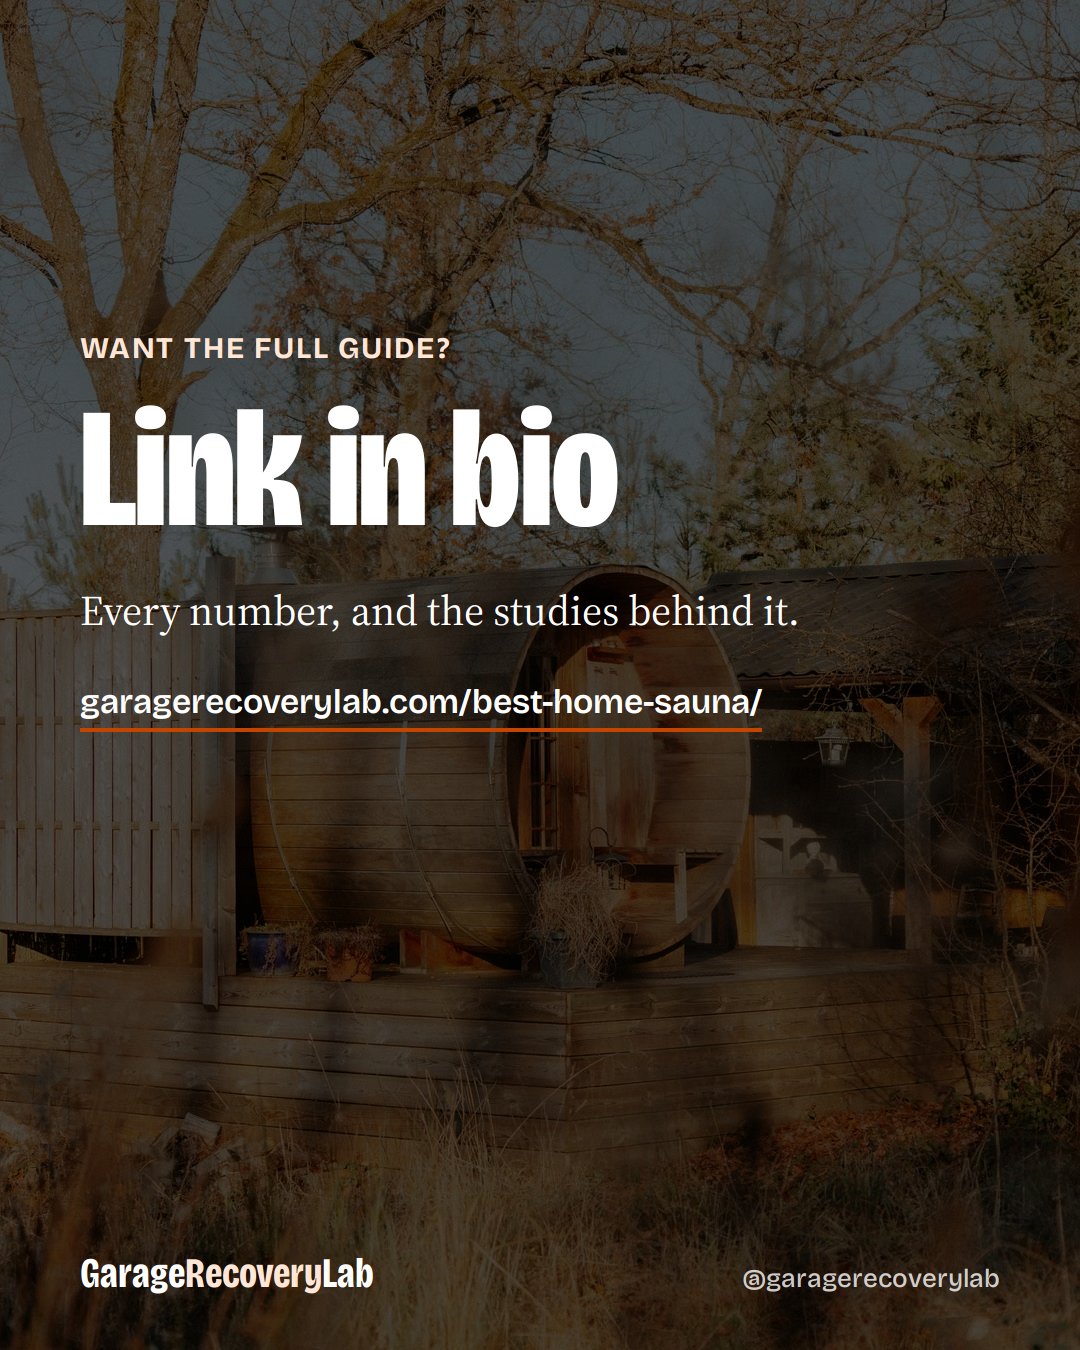 WANT THE FULL GUIDE?
Link in bio
Every number, and the studies behind it.
garagerecoverylab.com/best-home-sauna/
GarageRecoveryLab
@garagerecoverylab